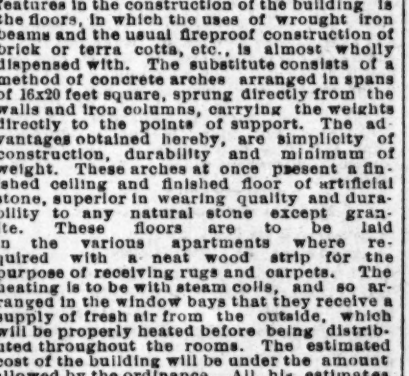 features in the construction of the building is
the floors, in which the uses of wrought iron
beams and the usual fireproof construction of
brick or terra cotta, etc., is almost wholly
dispensed with. The substitute consists of a
method of concrete arches arranged in spans
of 16x20 feet square, sprung directly from the
walls and iron columns, carrying the weights
directly to the points of support. The ad
vantages obtained hereby, are simplicity of
construction, durability and minimum of
weight. These arches at once present a fin-
shed ceiling and finished floor of artificial
stone, superior in wearing quality and dura-
bility to any natural stone except gran-
ite. These floors are to be laid
in the various apartments where re-
quired with a neat wood strip for the
purpose of receiving rugs and carpets. The
heating is to be with steam coils, and so ar-
ranged in the window bays that they receive a
supply of fresh air from the outside, which
will be properly heated before being distrib-
uted throughout the rooms. The estimated
cost of the building will be under the amount
allowed by the ordinance. All his estimates